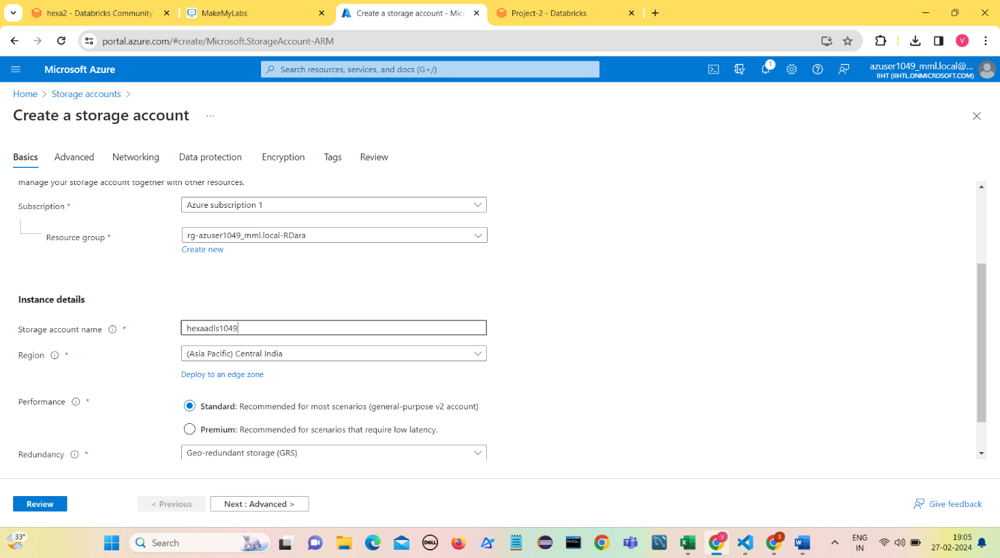 hexa2 - Databricks Community
MakeMyLabs
Create a storage account - Micr
Project-2 - Databricks
portal.azure.com/#create/Microsoft.StorageAccount-ARM
V
Microsoft Azure
Search resources, services, and docs (G+/)
1
azuser1049_mml.local@...
IIHT (IIHTL.ONMICROSOFT.COM)
Home > Storage accounts >
Create a storage account ...
Basics Advanced Networking Data protection Encryption Tags Review
manage your storage account together with other resources.
Subscription * Azure subscription 1
Resource group * rg-azuser1049_mml.local-RDara
Create new
Instance details
Storage account name * hexaadls1049
Region * (Asia Pacific) Central India
Deploy to an edge zone
Performance * Standard: Recommended for most scenarios (general-purpose v2 account)
Premium: Recommended for scenarios that require low latency.
Redundancy * Geo-redundant storage (GRS)
Review < Previous Next : Advanced > Give feedback
33°
Search
DELL
MySQL
V
S
W
ENG
IN
19:05
27-02-2024